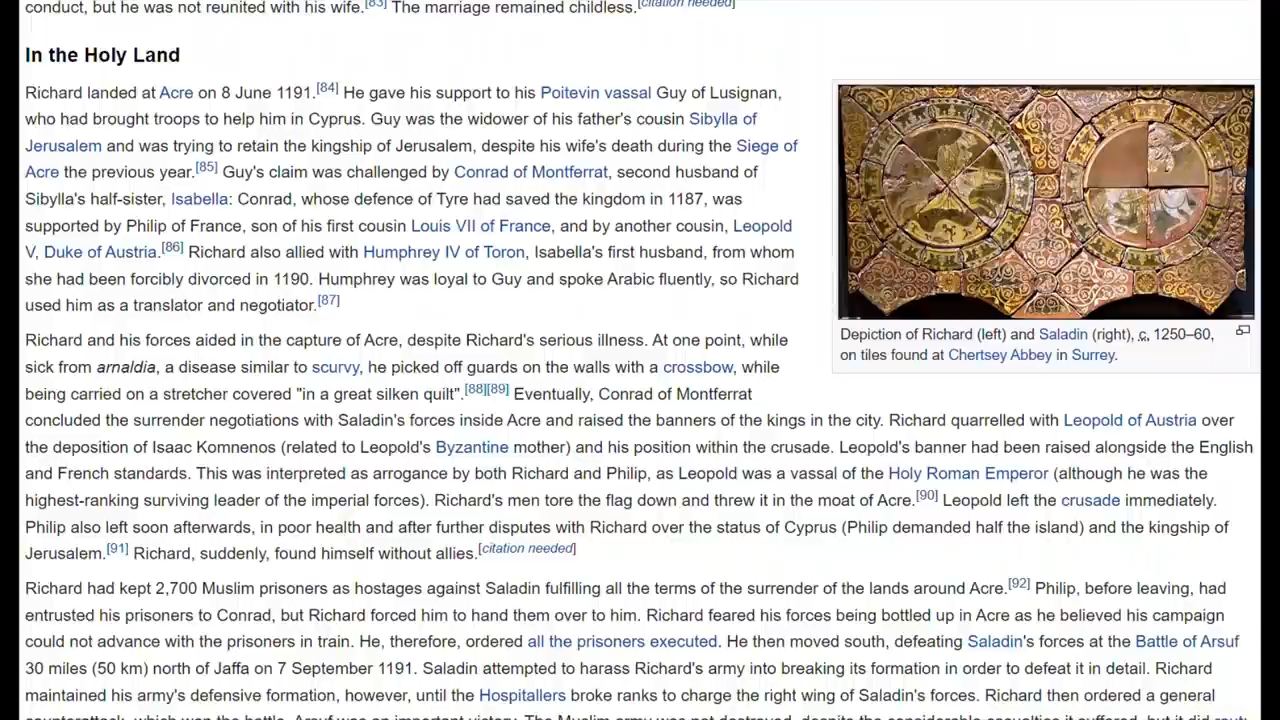 conduct, but he was not reunited with his wife.[83] The marriage remained childless.[citation needed]
In the Holy Land
Richard landed at Acre on 8 June 1191.[84] He gave his support to his Poitevin vassal Guy of Lusignan,
who had brought troops to help him in Cyprus. Guy was the widower of his father's cousin Sibylla of
Jerusalem and was trying to retain the kingship of Jerusalem, despite his wife's death during the Siege of
Acre the previous year.[85] Guy's claim was challenged by Conrad of Montferrat, second husband of
Sibylla's half-sister, Isabella: Conrad, whose defence of Tyre had saved the kingdom in 1187, was
supported by Philip of France, son of his first cousin Louis VII of France, and by another cousin, Leopold
V, Duke of Austria.[86] Richard also allied with Humphrey IV of Toron, Isabella's first husband, from whom
she had been forcibly divorced in 1190. Humphrey was loyal to Guy and spoke Arabic fluently, so Richard
used him as a translator and negotiator.[87]
Depiction of Richard (left) and Saladin (right), c. 1250–60,
on tiles found at Chertsey Abbey in Surrey.
Richard and his forces aided in the capture of Acre, despite Richard's serious illness. At one point, while
sick from arnaldia, a disease similar to scurvy, he picked off guards on the walls with a crossbow, while
being carried on a stretcher covered "in a great silken quilt".[88][89] Eventually, Conrad of Montferrat
concluded the surrender negotiations with Saladin's forces inside Acre and raised the banners of the kings in the city. Richard quarrelled with Leopold of Austria over
the deposition of Isaac Komnenos (related to Leopold's Byzantine mother) and his position within the crusade. Leopold's banner had been raised alongside the English
and French standards. This was interpreted as arrogance by both Richard and Philip, as Leopold was a vassal of the Holy Roman Emperor (although he was the
highest-ranking surviving leader of the imperial forces). Richard's men tore the flag down and threw it in the moat of Acre.[90] Leopold left the crusade immediately.
Philip also left soon afterwards, in poor health and after further disputes with Richard over the status of Cyprus (Philip demanded half the island) and the kingship of
Jerusalem.[91] Richard, suddenly, found himself without allies.[citation needed]
Richard had kept 2,700 Muslim prisoners as hostages against Saladin fulfilling all the terms of the surrender of the lands around Acre.[92] Philip, before leaving, had
entrusted his prisoners to Conrad, but Richard forced him to hand them over to him. Richard feared his forces being bottled up in Acre as he believed his campaign
could not advance with the prisoners in train. He, therefore, ordered all the prisoners executed. He then moved south, defeating Saladin's forces at the Battle of Arsuf
30 miles (50 km) north of Jaffa on 7 September 1191. Saladin attempted to harass Richard's army into breaking its formation in order to defeat it in detail. Richard
maintained his army's defensive formation, however, until the Hospitallers broke ranks to charge the right wing of Saladin's forces. Richard then ordered a general
counterattack, which won the battle. Arsuf was an important victory. The Muslim army was not destroyed, despite the considerable casualties it suffered, but it did rout;